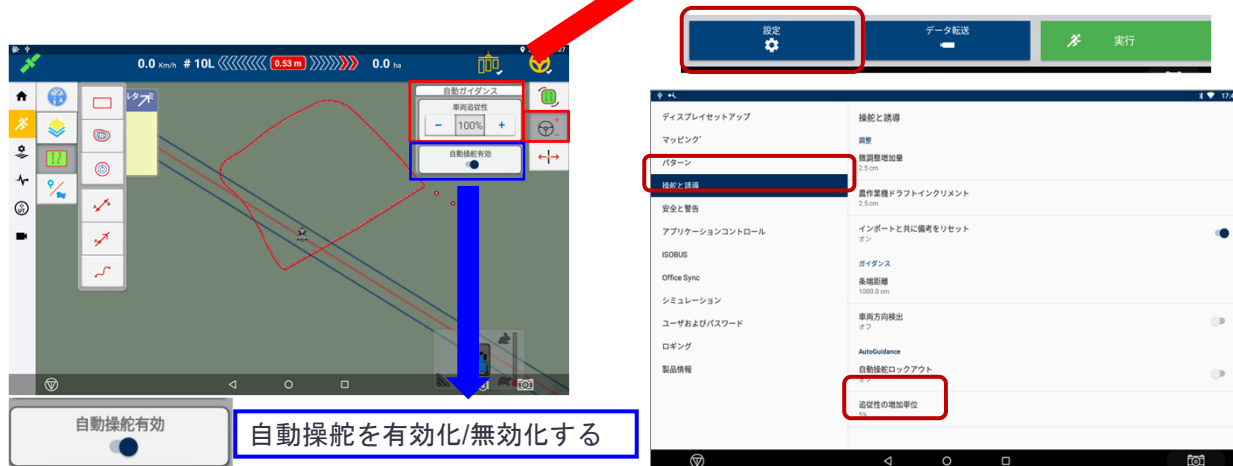 設定
データ転送
実行
0.0 Km/h # 10L
0.53 m
0.0 ha
自動ガイダンス
車両追従性
- 100% +
自動操舵有効
自動操舵有効
自動操舵を有効化/無効化する
ディスプレイセットアップ
マッピング
パターン
操舵と誘導
安全と警告
アプリケーションコントロール
ISOBUS
Office Sync
シミュレーション
ユーザおよびパスワード
ロギング
製品情報
操舵と誘導
調整
微調整増加量
2.5 cm
農作業機ドラフトインクリメント
2.5 cm
インポートと共に備考をリセット
オン
ガイダンス
条端距離
1000.0 cm
車両方向検出
オフ
AutoGuidance
自動操舵ロックアウト
オフ
追従性の増加単位
5%